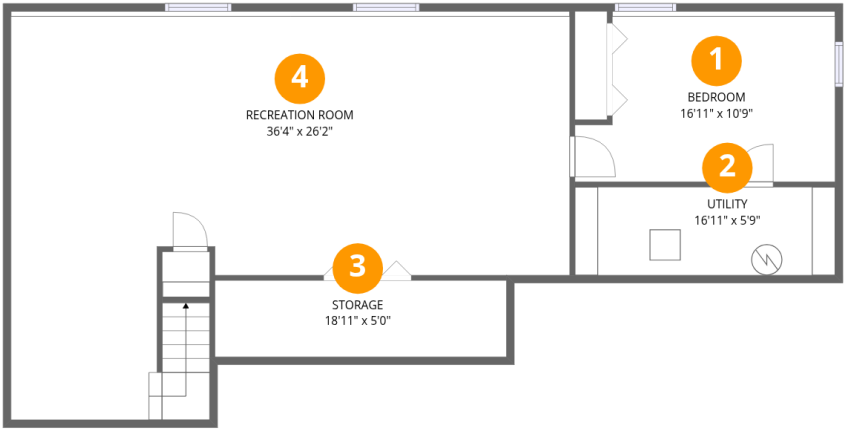 1
BEDROOM
16'11" x 10'9"
4
RECREATION ROOM
36'4" x 26'2"
2
UTILITY
16'11" x 5'9"
3
STORAGE
18'11" x 5'0"